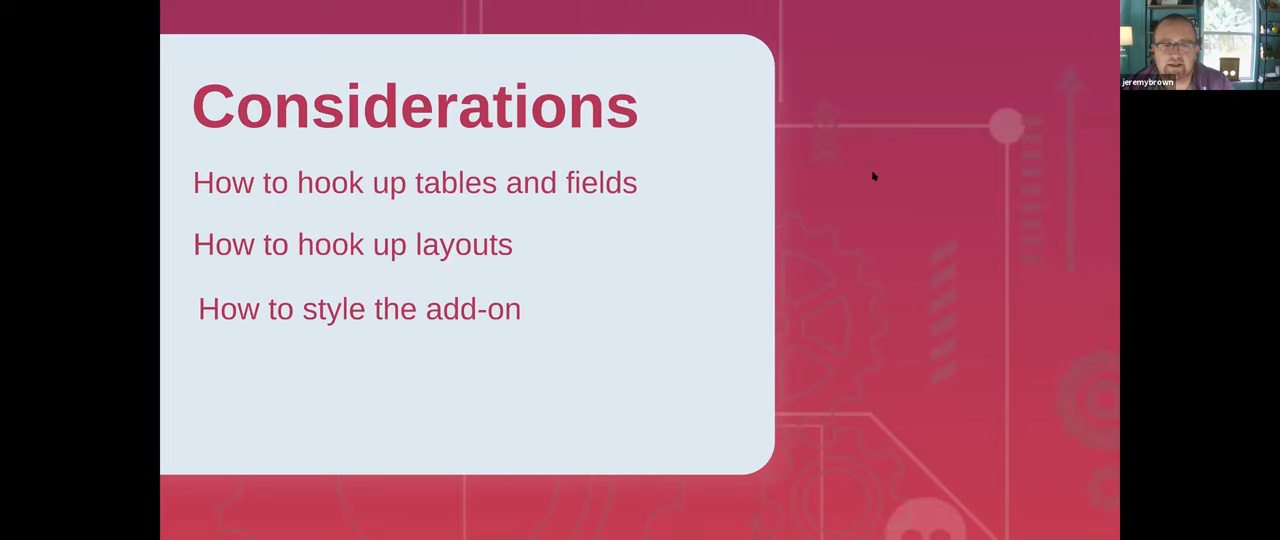 Considerations
How to hook up tables and fields
How to hook up layouts
How to style the add-on
jeremybrown